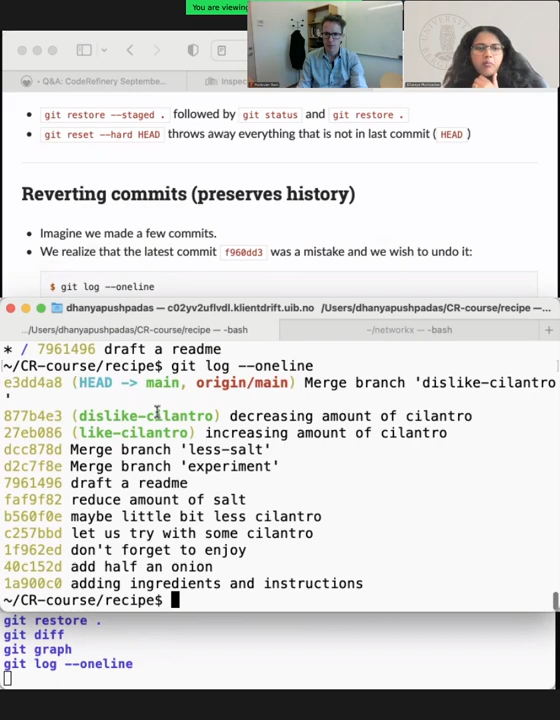 You are viewing
Q&A: CodeRefinery Septembe...
Inspec
• git restore --staged . followed by git status and git restore .
• git reset --hard HEAD throws away everything that is not in last commit ( HEAD )
Reverting commits (preserves history)
• Imagine we made a few commits.
• We realize that the latest commit f960dd3 was a mistake and we wish to undo it:
$ git log --oneline
dhanyapushpadas — c02yv2uflvdl.klientdrift.uib.no /Users/dhanyapushpadas/CR-course/recipe —...
.../Users/dhanyapushpadas/CR-course/recipe — -bash
~/networkx — -bash
* / 7961496 draft a readme
~/CR-course/recipe$ git log --oneline
e3dd4a8 (HEAD -> main, origin/main) Merge branch 'dislike-cilantro
'
877b4e3 (dislike-cilantro) decreasing amount of cilantro
27eb086 (like-cilantro) increasing amount of cilantro
dcc878d Merge branch 'less-salt'
d2c7f8e Merge branch 'experiment'
7961496 draft a readme
faf9f82 reduce amount of salt
b560f0e maybe little bit less cilantro
c257bbd let us try with some cilantro
1f962ed don't forget to enjoy
40c152d add half an onion
1a900c0 adding ingredients and instructions
~/CR-course/recipe$
git restore .
git diff
git graph
git log --oneline